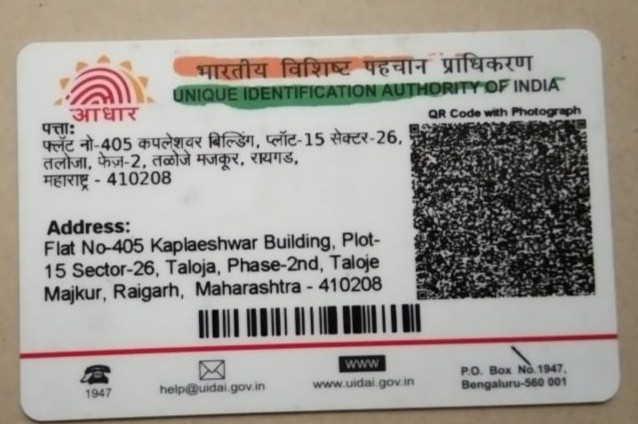 भारतीय विशिष्ट पहचान प्राधिकरण
UNIQUE IDENTIFICATION AUTHORITY OF INDIA
आधार
QR Code with Photograph
पत्ता:
फ्लॅट नो-405 कपलेशवर बिल्डिंग, प्लॉट-15 सेक्टर-26,
तलोजा, फेज-2, तळोजे मजकूर, रायगड,
महाराष्ट्र - 410208
Address:
Flat No-405 Kaplaeshwar Building, Plot-
15 Sector-26, Taloja, Phase-2nd, Taloje
Majkur, Raigarh, Maharashtra - 410208
1947
help@uidai.gov.in
WWW
www.uidai.gov.in
P.O. Box No.1947,
Bengaluru-560 001